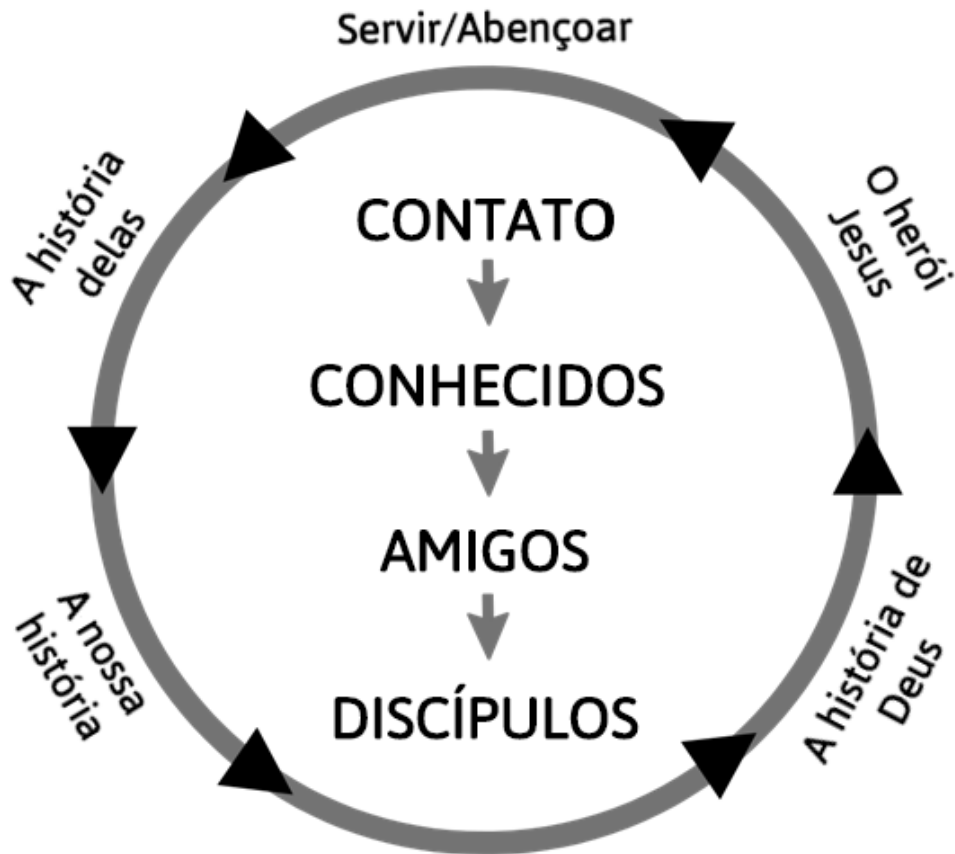 Servir/Abençoar
A história
delas
O herói
Jesus
CONTATO
CONHECIDOS
AMIGOS
DISCÍPULOS
A nossa
história
A história de
Deus